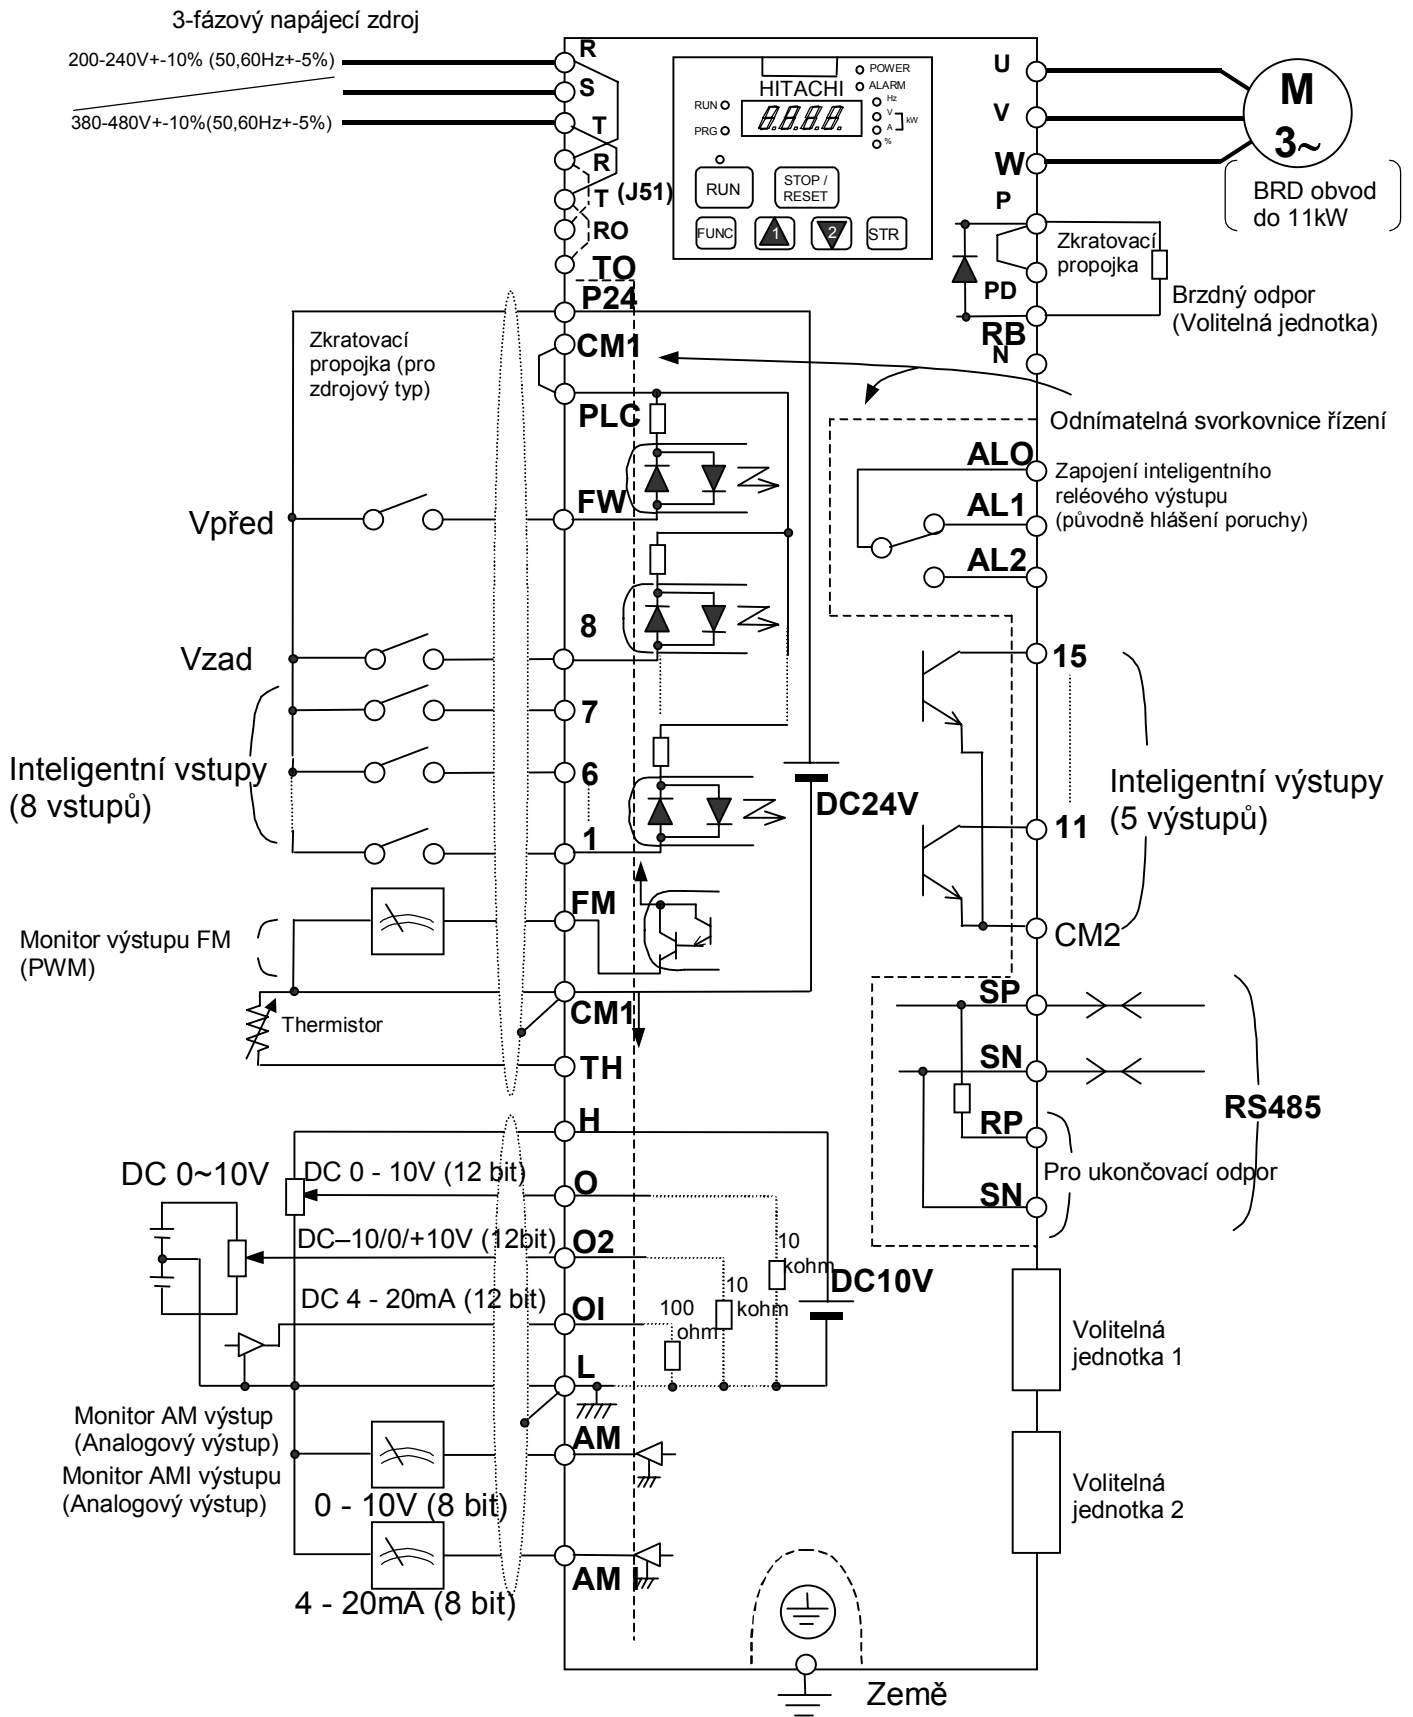 3-fázový napájecí zdroj
200-240V+-10% (50,60Hz+-5%)
380-480V+-10%(50,60Hz+-5%)
R
S
T
R
T
(J51)
RO
TO
P24
HITACHI
POWER
ALARM
RUN
PRG
8.8.8.8.
Hz
V
A
kW
%
RUN
STOP /
RESET
FUNC
1
2
STR
U
V
W
P
PD
RB
N
M
3~
BRD obvod
do 11kW
Zkratovací
propojka
Brzdný odpor
(Volitelná jednotka)
Zkratovací
propojka (pro
zdrojový typ)
CM1
PLC
FW
Vpřed
8
Vzad
7
Inteligentní vstupy
(8 vstupů)
6
1
DC24V
Odnímatelná svorkovnice řízení
ALO
AL1
AL2
Zapojení inteligentního
reléového výstupu
(původně hlášení poruchy)
15
11
Inteligentní výstupy
(5 výstupů)
CM2
FM
Monitor výstupu FM
(PWM)
Thermistor
CM1
TH
SP
SN
RP
SN
RS485
Pro ukončovací odpor
H
DC 0~10V
DC 0 - 10V (12 bit)
O
DC–10/0/+10V (12bit)
O2
DC 4 - 20mA (12 bit)
OI
10
kohm
10
kohm
100
ohm
DC10V
L
Monitor AM výstup
(Analogový výstup)
Monitor AMI výstupu
(Analogový výstup)
AM
0 - 10V (8 bit)
AM I
4 - 20mA (8 bit)
Volitelná
jednotka 1
Volitelná
jednotka 2
Země